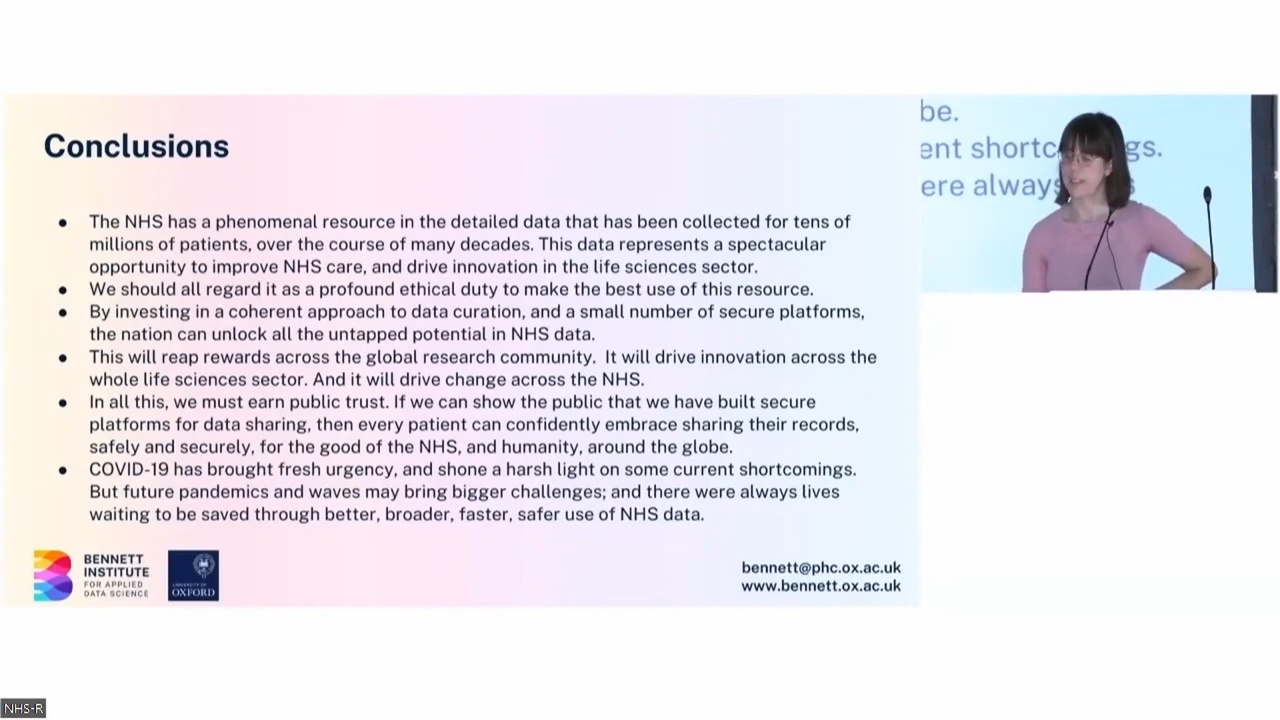 Conclusions
● The NHS has a phenomenal resource in the detailed data that has been collected for tens of
millions of patients, over the course of many decades. This data represents a spectacular
opportunity to improve NHS care, and drive innovation in the life sciences sector.
● We should all regard it as a profound ethical duty to make the best use of this resource.
● By investing in a coherent approach to data curation, and a small number of secure platforms,
the nation can unlock all the untapped potential in NHS data.
● This will reap rewards across the global research community. It will drive innovation across the
whole life sciences sector. And it will drive change across the NHS.
● In all this, we must earn public trust. If we can show the public that we have built secure
platforms for data sharing, then every patient can confidently embrace sharing their records,
safely and securely, for the good of the NHS, and humanity, around the globe.
● COVID-19 has brought fresh urgency, and shone a harsh light on some current shortcomings.
But future pandemics and waves may bring bigger challenges; and there were always lives
waiting to be saved through better, broader, faster, safer use of NHS data.
BENNETT
INSTITUTE
FOR APPLIED
DATA SCIENCE
UNIVERSITY OF
OXFORD
bennett@phc.ox.ac.uk
www.bennett.ox.ac.uk
be.
ent shortc gs.
ere always s
NHS-R